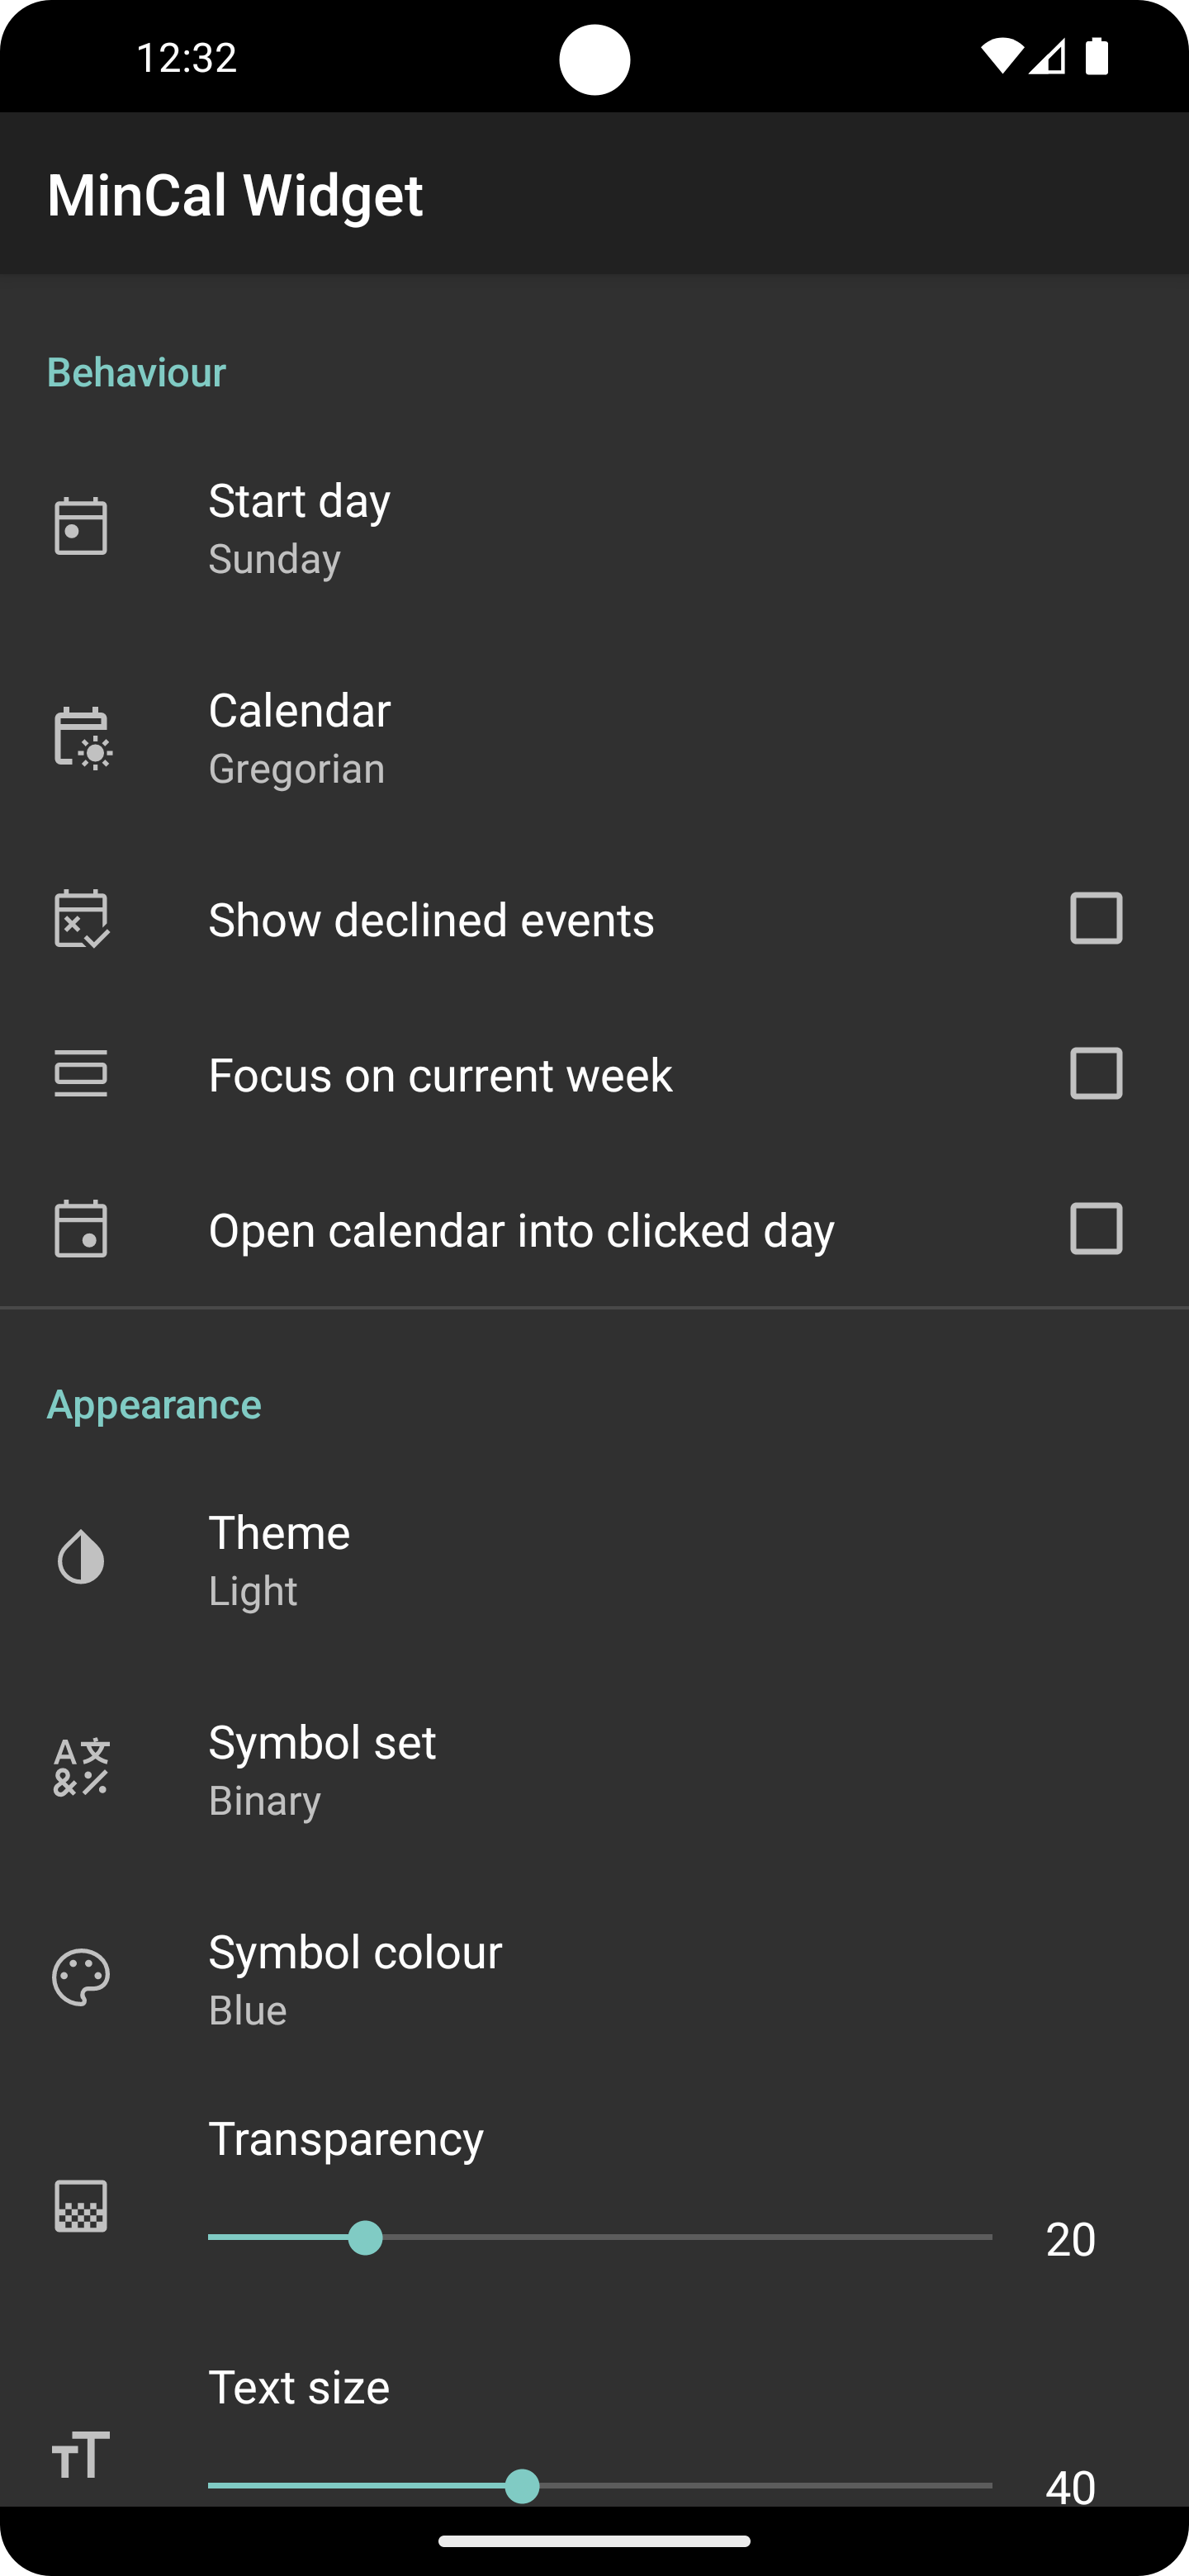 12:32
MinCal Widget
Behaviour
Start day
Sunday
Calendar
Gregorian
Show declined events
Focus on current week
Open calendar into clicked day
Appearance
Theme
Light
Symbol set
Binary
Symbol colour
Blue
Transparency
20
Text size
40